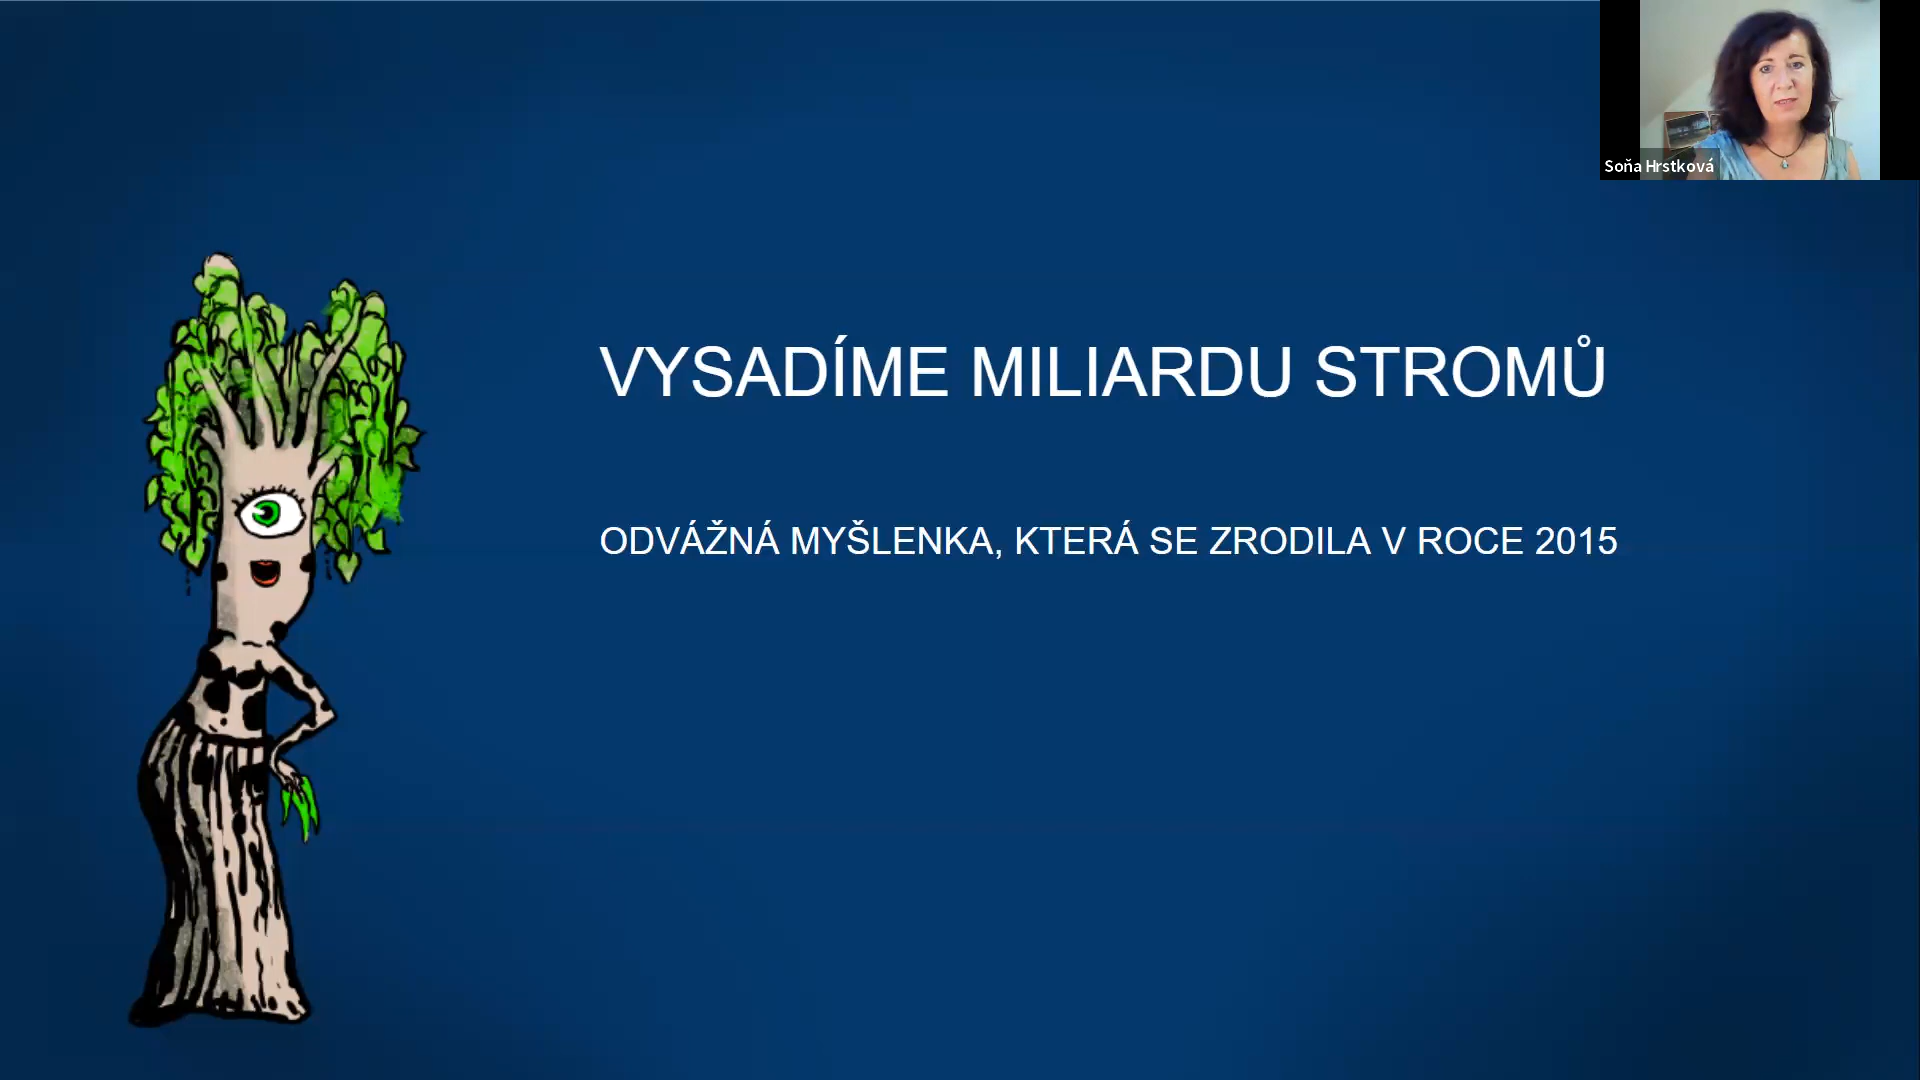 Soňa Hrstková
VYSADÍME MILIARDU STROMŮ
ODVÁŽNÁ MYŠLENKA, KTERÁ SE ZRODILA V ROCE 2015